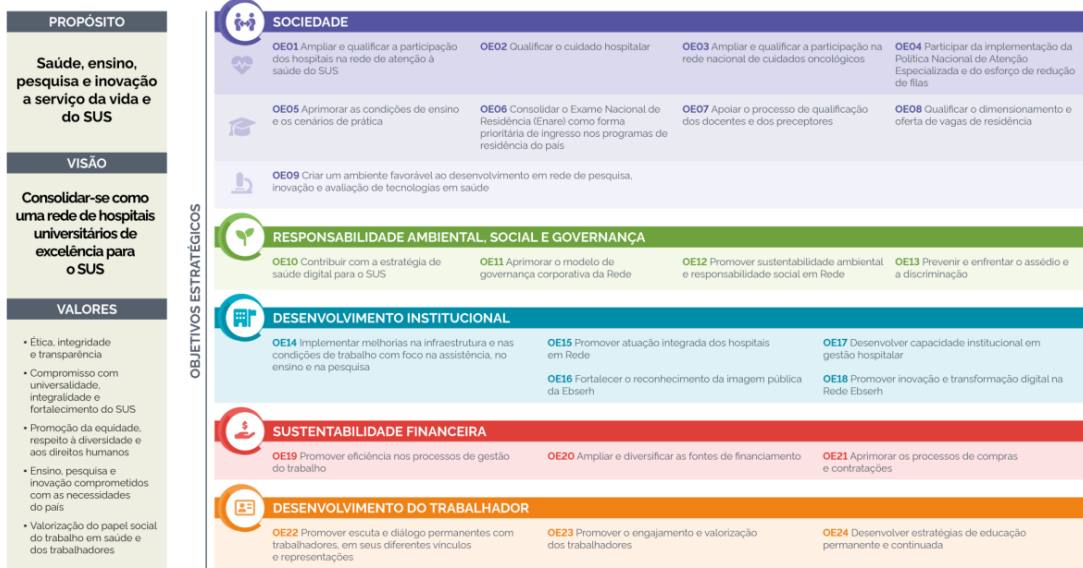 PROPÓSITO
Saúde, ensino,
pesquisa e inovação
a serviço da vida e
do SUS
VISÃO
Consolidar-se como
uma rede de hospitais
universitários de
excelência para
o SUS
VALORES
• Ética, integridade
e transparência
• Compromisso com
universalidade,
integralidade e
fortalecimento do SUS
• Promoção da equidade,
respeito à diversidade e
aos direitos humanos
• Ensino, pesquisa e
inovação comprometidos
com as necessidades
do país
• Valorização do papel social
do trabalho em saúde e
dos trabalhadores
OBJETIVOS ESTRATÉGICOS
SOCIEDADE
OE01 Ampliar e qualificar a participação
dos hospitais na rede de atenção à
saúde do SUS
OE02 Qualificar o cuidado hospitalar
OE03 Ampliar e qualificar a participação na
rede nacional de cuidados oncológicos
OE04 Participar da implementação da
Política Nacional de Atenção
Especializada e do esforço de redução
de filas
OE05 Aprimorar as condições de ensino
e os cenários de prática
OE06 Consolidar o Exame Nacional de
Residência (Enare) como forma
prioritária de ingresso nos programas de
residência do país
OE07 Apoiar o processo de qualificação
dos docentes e dos preceptores
OE08 Qualificar o dimensionamento e
oferta de vagas de residência
OE09 Criar um ambiente favorável ao desenvolvimento em rede de pesquisa,
inovação e avaliação de tecnologias em saúde
RESPONSABILIDADE AMBIENTAL, SOCIAL E GOVERNANÇA
OE10 Contribuir com a estratégia de
saúde digital para o SUS
OE11 Aprimorar o modelo de
governança corporativa da Rede
OE12 Promover sustentabilidade ambiental
e responsabilidade social em Rede
OE13 Prevenir e enfrentar o assédio e
a discriminação
DESENVOLVIMENTO INSTITUCIONAL
OE14 Implementar melhorias na infraestrutura e nas
condições de trabalho com foco na assistência, no
ensino e na pesquisa
OE15 Promover atuação integrada dos hospitais
em Rede
OE16 Fortalecer o reconhecimento da imagem pública
da Ebserh
OE17 Desenvolver capacidade institucional em
gestão hospitalar
OE18 Promover inovação e transformação digital na
Rede Ebserh
SUSTENTABILIDADE FINANCEIRA
OE19 Promover eficiência nos processos de gestão
do trabalho
OE20 Ampliar e diversificar as fontes de financiamento
OE21 Aprimorar os processos de compras
e contratações
DESENVOLVIMENTO DO TRABALHADOR
OE22 Promover escuta e diálogo permanentes com
trabalhadores, em seus diferentes vínculos
e representações
OE23 Promover o engajamento e valorização
dos trabalhadores
OE24 Desenvolver estratégias de educação
permanente e continuada